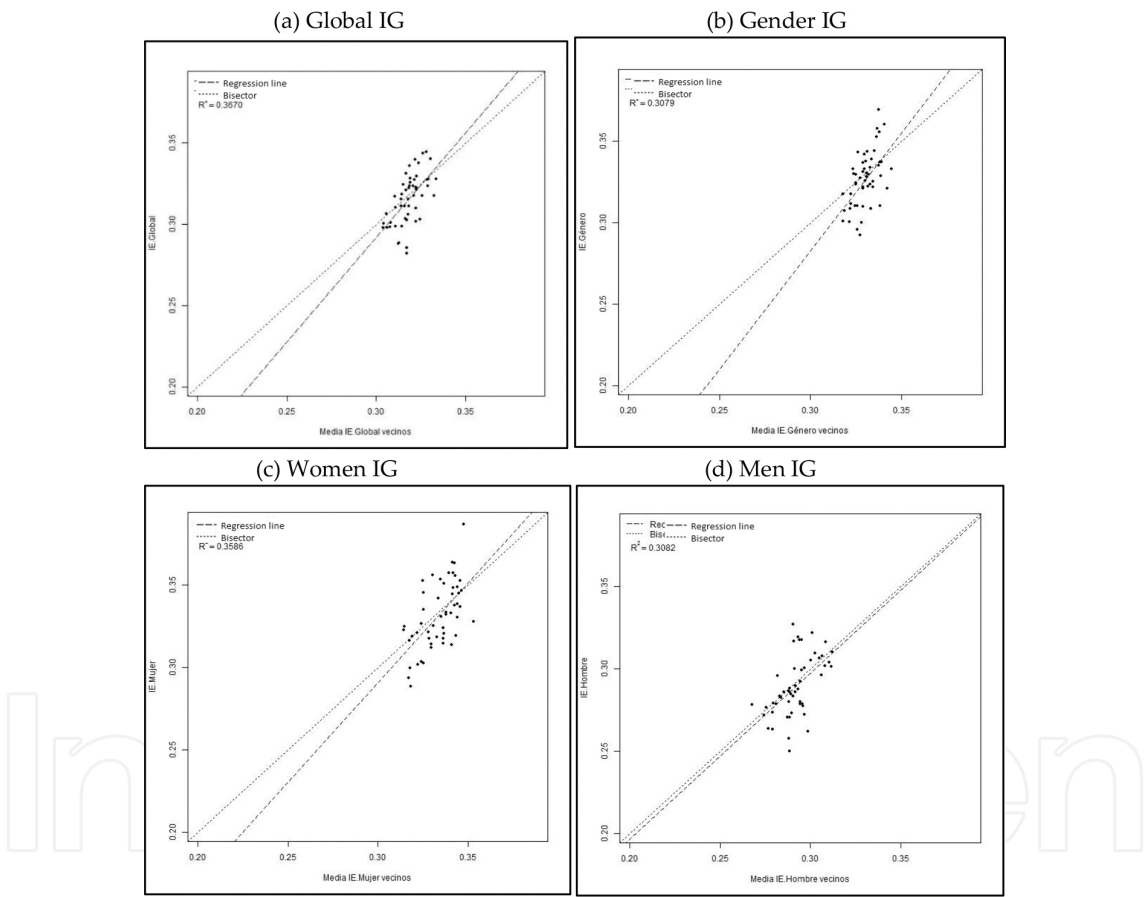 (a) Global IG
(b) Gender IG
Regression line
Bisector
R² = 0.3670
0.35
0.30
0.25
0.20
IE.Global
0.20 0.25 0.30 0.35
Media IE.Global vecinos
Regression line
Bisector
R² = 0.3079
0.35
0.30
0.25
0.20
IE.Género
0.20 0.25 0.30 0.35
Media IE.Género vecinos
(c) Women IG
(d) Men IG
Regression line
Bisector
R² = 0.3586
0.35
0.30
0.25
0.20
IE.Mujer
0.20 0.25 0.30 0.35
Media IE.Mujer vecinos
Rec Regression line
Bis Bisector
R² = 0.3082
0.35
0.30
0.25
0.20
IE.Hombre
0.20 0.25 0.30 0.35
Media IE.Hombre vecinos